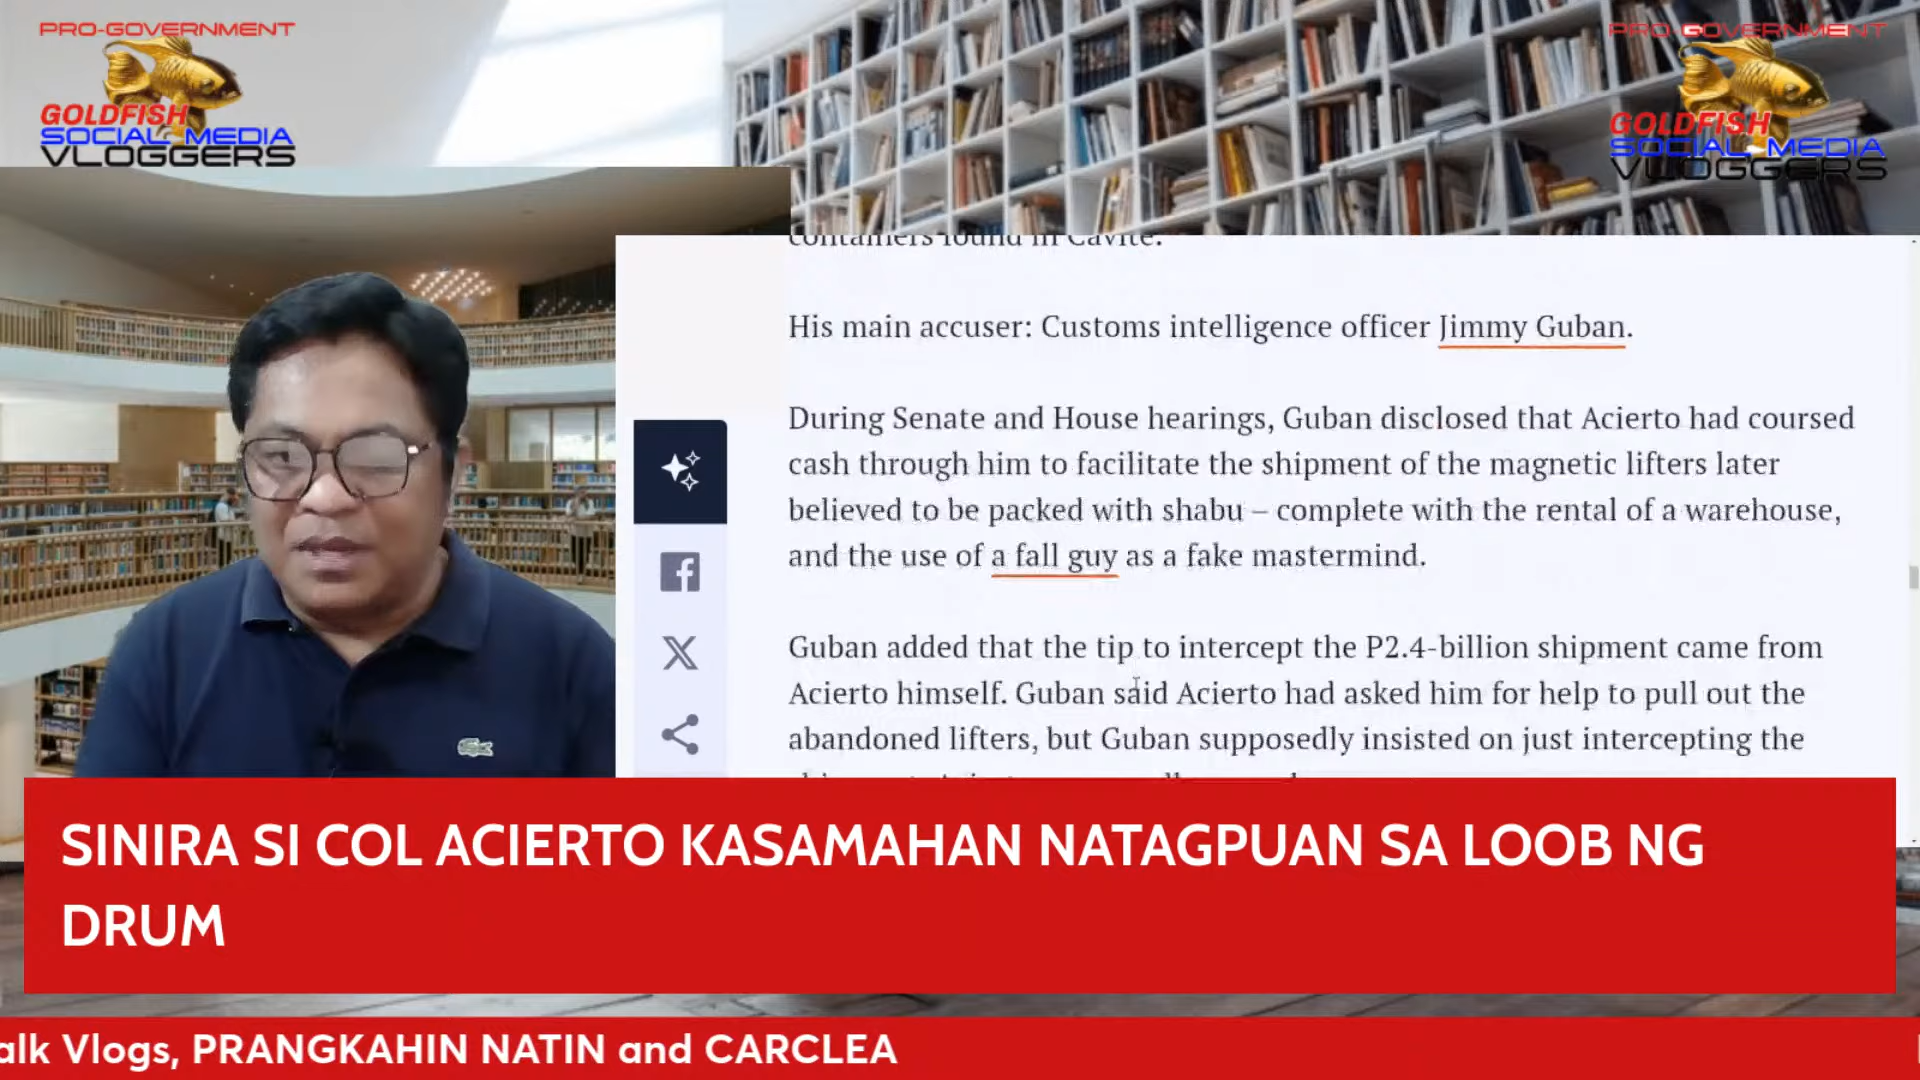 PRO-GOVERNMENT
GOLDFISH
SOCIAL MEDIA
VLOGGERS
PRO-GOVERNMENT
GOLDFISH
SOCIAL MEDIA
VLOGGERS
containers found in Cavite.
His main accuser: Customs intelligence officer Jimmy Guban.
During Senate and House hearings, Guban disclosed that Acierto had coursed
cash through him to facilitate the shipment of the magnetic lifters later
believed to be packed with shabu – complete with the rental of a warehouse,
and the use of a fall guy as a fake mastermind.
Guban added that the tip to intercept the P2.4-billion shipment came from
Acierto himself. Guban said Acierto had asked him for help to pull out the
abandoned lifters, but Guban supposedly insisted on just intercepting the
SINIRA SI COL ACIERTO KASAMAHAN NATAGPUAN SA LOOB NG
DRUM
alk Vlogs, PRANGKAHIN NATIN and CARCLEA